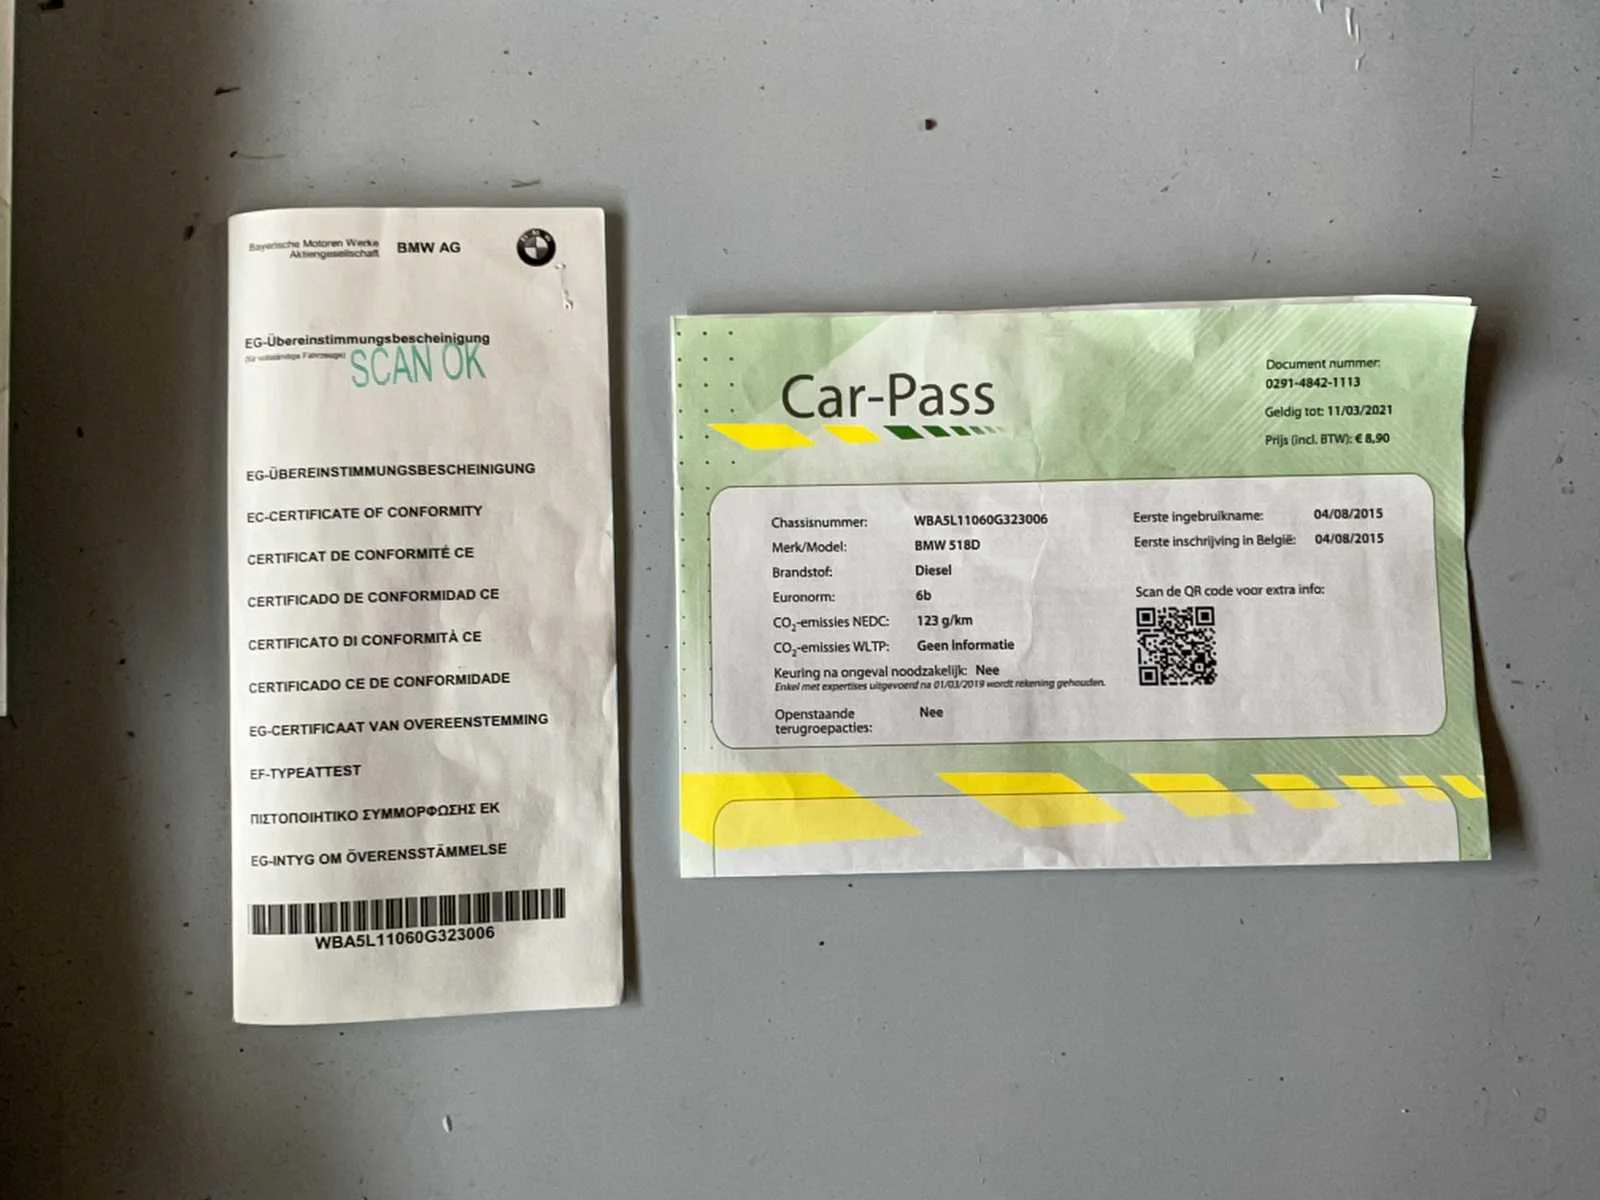 Bayerische Motoren Werke
Aktiengesellschaft
BMW AG
EG-Übereinstimmungsbescheinigung
(für vollständige Fahrzeuge)
SCAN OK
EG-ÜBEREINSTIMMUNGSBESCHEINIGUNG
EC-CERTIFICATE OF CONFORMITY
CERTIFICAT DE CONFORMITÉ CE
CERTIFICADO DE CONFORMIDAD CE
CERTIFICATO DI CONFORMITÀ CE
CERTIFICADO CE DE CONFORMIDADE
EG-CERTIFICAAT VAN OVEREENSTEMMING
EF-TYPEATTEST
ΠΙΣΤΟΠΟΙΗΤΙΚΟ ΣΥΜΜΟΡΦΩΣΗΣ ΕΚ
EG-INTYG OM ÖVERENSSTÄMMELSE
WBA5L11060G323006
Car-Pass
Document nummer:
0291-4842-1113
Geldig tot: 11/03/2021
Prijs (incl. BTW): € 8,90
Chassisnummer: WBA5L11060G323006
Merk/Model: BMW 518D
Brandstof: Diesel
Euronorm: 6b
CO₂-emissies NEDC: 123 g/km
CO₂-emissies WLTP: Geen Informatie
Keuring na ongeval noodzakelijk: Nee
Enkel met expertises uitgevoerd na 01/03/2019 wordt rekening gehouden.
Openstaande
terugroepacties: Nee
Eerste ingebruikname: 04/08/2015
Eerste inschrijving in België: 04/08/2015
Scan de QR code voor extra info: